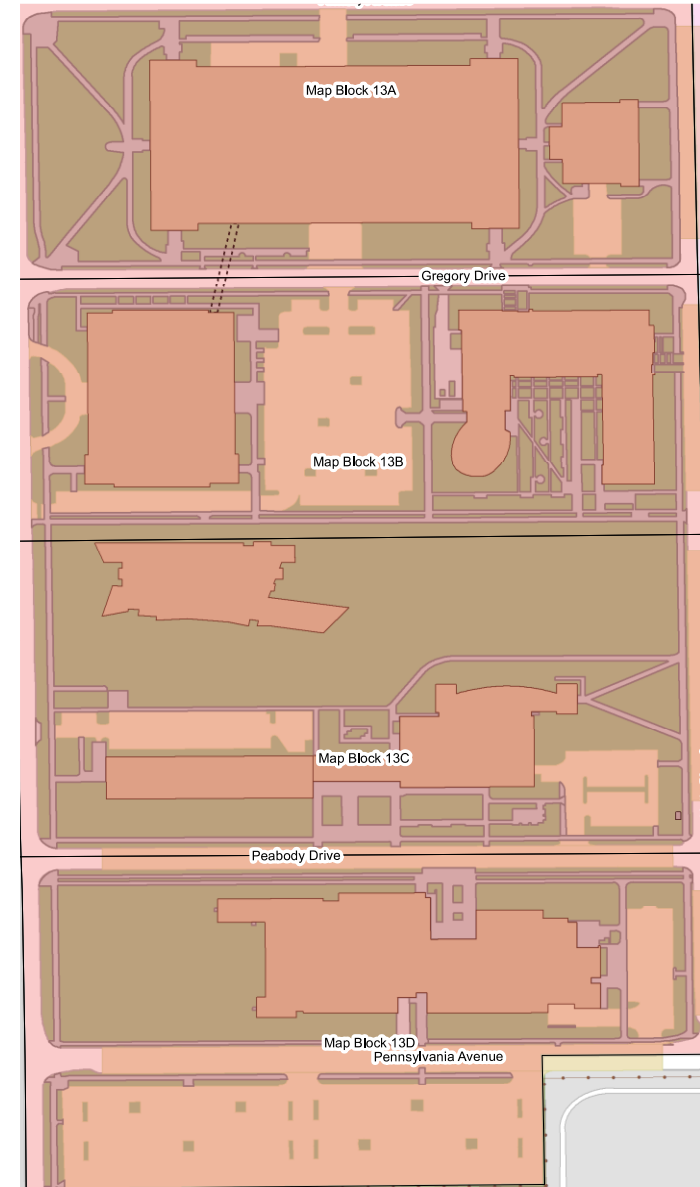 Map Block 13A
Gregory Drive
Map Block 13B
Map Block 13C
Peabody Drive
Map Block 13D
Pennsylvania Avenue